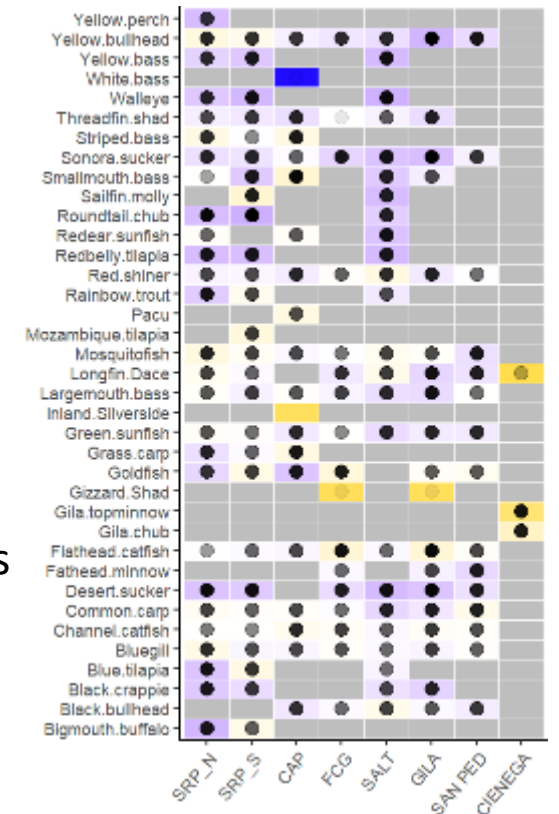 Yellow.perch
Yellow.bullhead
Yellow.bass
White.bass
Walleye
Threadfin.shad
Striped.bass
Sonora.sucker
Smallmouth.bass
Sailfin.molly
Roundtail.chub
Redear.sunfish
Redbelly.tilapia
Red.shiner
Rainbow.trout
Pacu
Mozambique.tilapia
Mosquitofish
Longfin.Dace
Largemouth.bass
Inland.Silverside
Green.sunfish
Grass.carp
Goldfish
Gizzard.Shad
Gila.topminnow
Gila.chub
s
Flathead.catfish
Fathead.minnow
Desert.sucker
Common.carp
Channel.catfish
Bluegill
Blue.tilapia
Black.crappie
Black.bullhead
Bigmouth.buffalo
SRP_N
SRP_S
CAP
FCG
SALT
GILA
SAN PED
CIENEGA